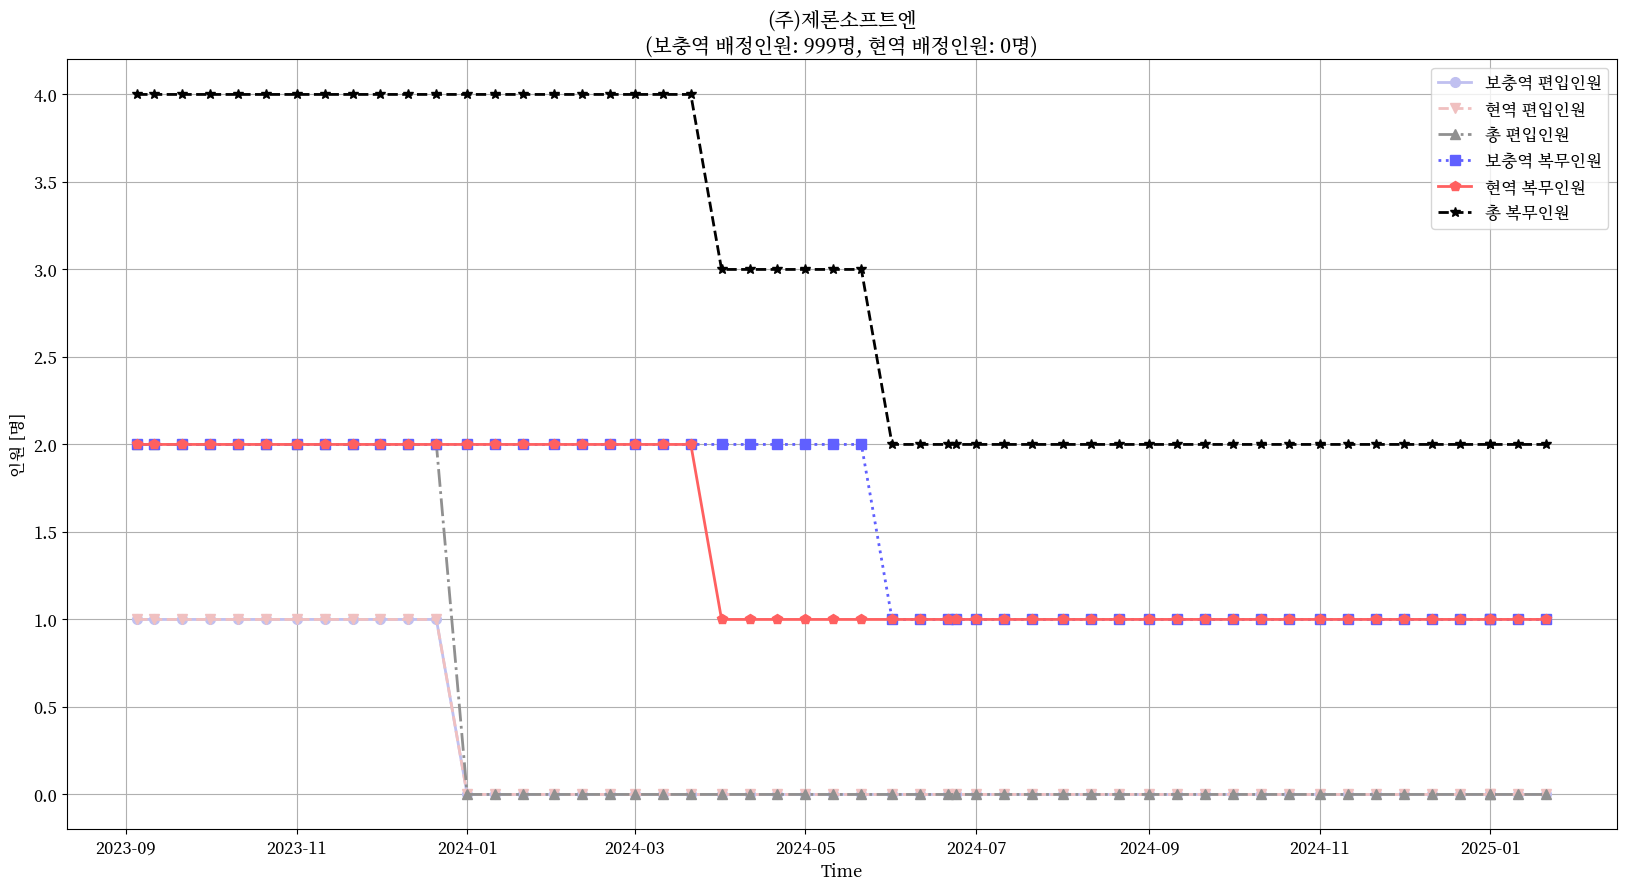 (주)제론소프트엔
(보충역 배정인원: 999명, 현역 배정인원: 0명)
보충역 편입인원
현역 편입인원
총 편입인원
보충역 복무인원
현역 복무인원
총 복무인원
4.0
3.5
3.0
2.5
2.0
1.5
1.0
0.5
0.0
인원 [명]
2023-09 2023-11 2024-01 2024-03 2024-05 2024-07 2024-09 2024-11 2025-01
Time